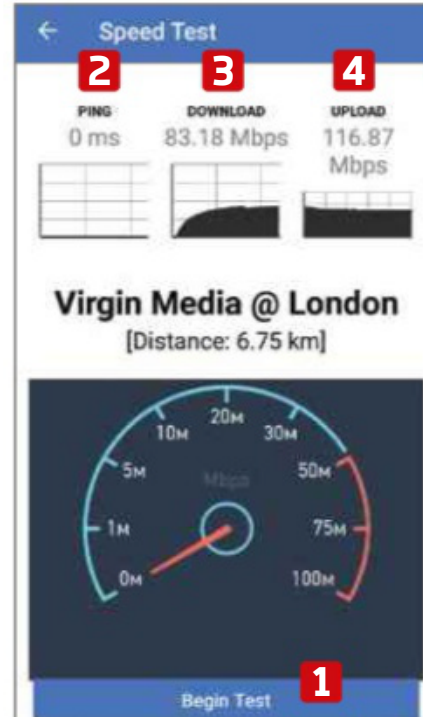 ← Speed Test
2 3 4
PING DOWNLOAD UPLOAD
0 ms 83.18 Mbps 116.87
Mbps
Virgin Media @ London
[Distance: 6.75 km]
20M
10M 30M
5M Mbps 50M
1M 75M
0M 100M
1
Begin Test